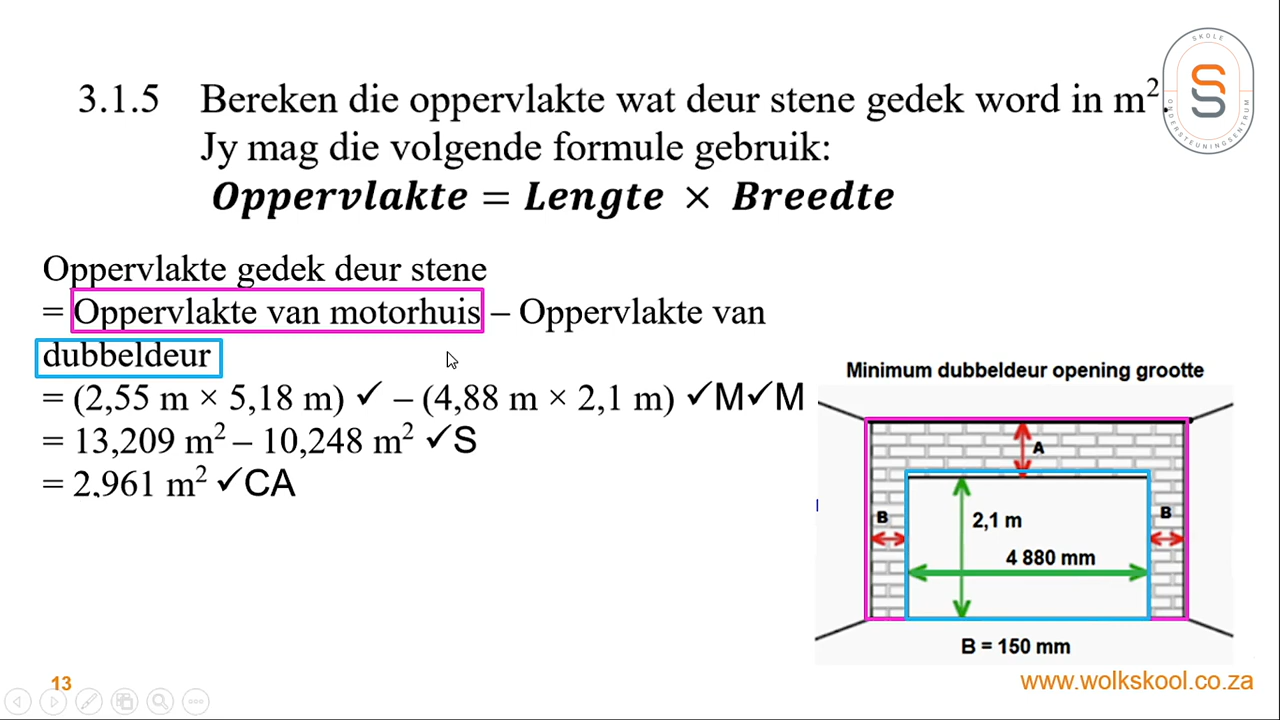 3.1.5 Bereken die oppervlakte wat deur stene gedek word in m².
Jy mag die volgende formule gebruik:
Oppervlakte = Lengte × Breedte
Oppervlakte gedek deur stene
= Oppervlakte van motorhuis – Oppervlakte van
dubbeldeur
= (2,55 m × 5,18 m) ✓ – (4,88 m × 2,1 m) ✓M✓M
= 13,209 m² – 10,248 m² ✓S
= 2,961 m² ✓CA
Minimum dubbeldeur opening grootte
A
B
B
2,1 m
4 880 mm
B = 150 mm
13
www.wolkskool.co.za
SKOLE
ONDERSTEUNINGSENTRUM